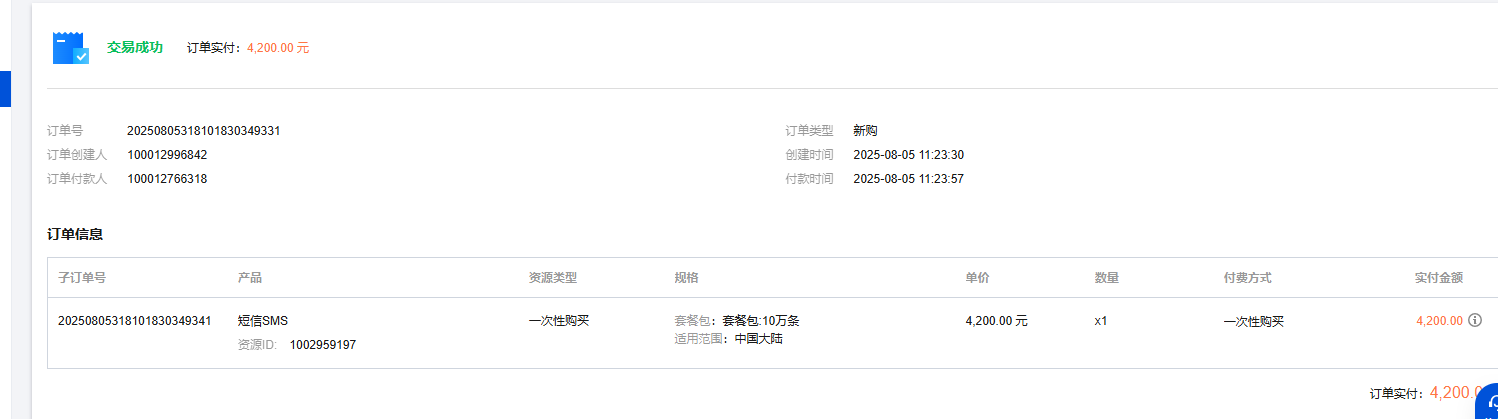 交易成功 订单实付：4,200.00 元
订单号 20250805318101830349331 订单类型 新购
订单创建人 100012996842 创建时间 2025-08-05 11:23:30
订单付款人 100012766318 付款时间 2025-08-05 11:23:57
订单信息
子订单号 产品 资源类型 规格 单价 数量 付费方式 实付金额
20250805318101830349341 短信SMS 一次性购买 套餐包：套餐包:10万条 4,200.00 元 x1 一次性购买 4,200.00
资源ID: 1002959197 适用范围：中国大陆
订单实付：4,200.0